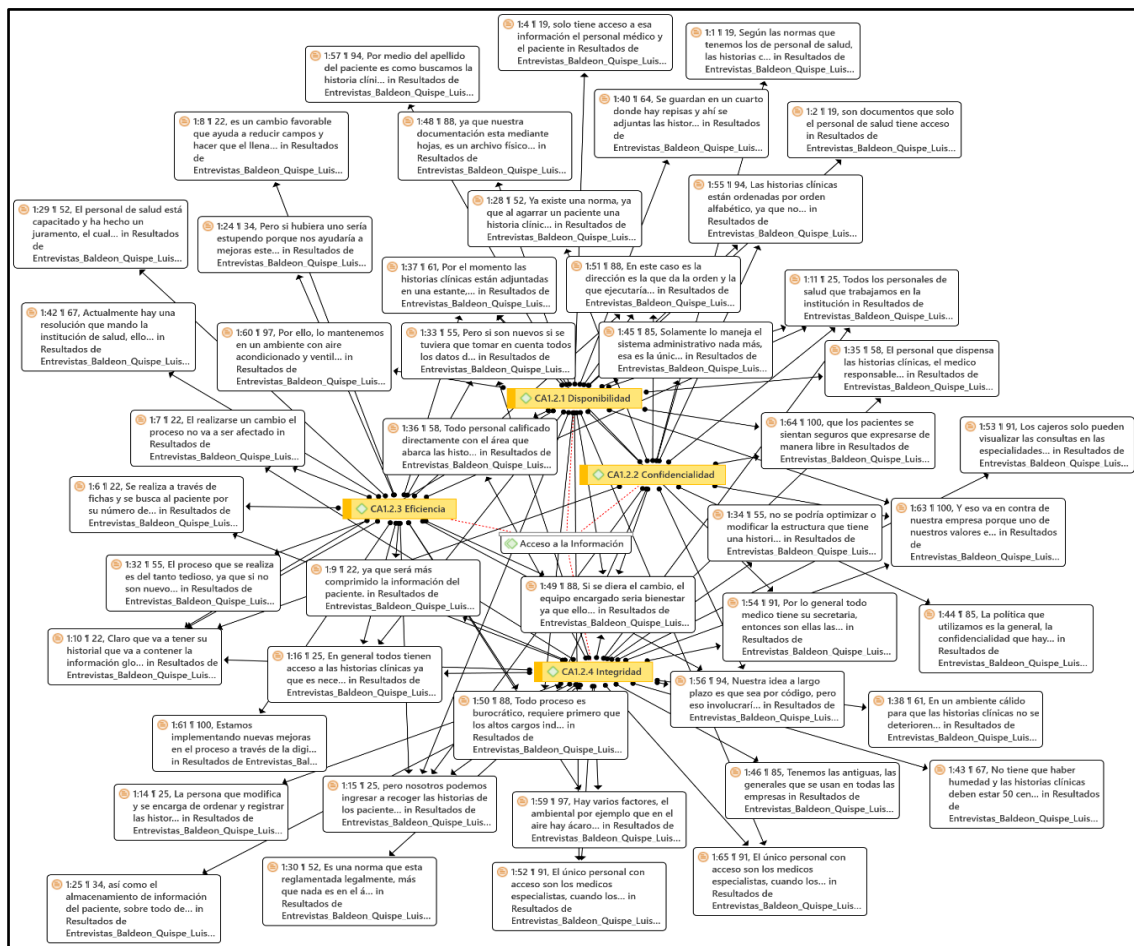 1:4 ¶ 19, solo tiene acceso a esa
información el personal médico y
el paciente in Resultados de
Entrevistas_Baldeon_Quispe_Luis...
1:1 ¶ 19, Según las normas que
tenemos los de personal de salud,
las historias c... in Resultados de
Entrevistas_Baldeon_Quispe_Luis...
1:57 ¶ 94, Por medio del apellido
del paciente es como buscamos la
historia clíni... in Resultados de
Entrevistas_Baldeon_Quispe_Luis...
1:40 ¶ 64, Se guardan en un cuarto
donde hay repisas y ahí se
adjuntas las histor... in Resultados
de
Entrevistas_Baldeon_Quispe_Luis...
1:2 ¶ 19, son documentos que solo
el personal de salud tiene acceso
in Resultados de
Entrevistas_Baldeon_Quispe_Luis...
1:8 ¶ 22, es un cambio favorable
que ayuda a reducir campos y
hacer que el llena... in Resultados
de
Entrevistas_Baldeon_Quispe_Luis...
1:48 ¶ 88, ya que nuestra
documentación esta mediante
hojas, es un archivo físico...
in Resultados de
Entrevistas_Baldeon_Quispe_Luis...
1:55 ¶ 94, Las historias clínicas
están ordenadas por orden
alfabético, ya que no... in
Resultados de
Entrevistas_Baldeon_Quispe_Luis...
1:28 ¶ 52, Ya existe una norma, ya
que al agarrar un paciente una
historia clínic... in Resultados de
Entrevistas_Baldeon_Quispe_Luis...
1:29 ¶ 52, El personal de salud está
capacitado y ha hecho un
juramento, el cual... in Resultados
de
Entrevistas_Baldeon_Quispe_Luis...
1:24 ¶ 34, Pero si hubiera uno sería
estupendo porque nos ayudaría a
mejoras este... in Resultados de
Entrevistas_Baldeon_Quispe_Luis...
1:37 ¶ 61, Por el momento las
historias clínicas están adjuntadas
en una estante,... in Resultados de
Entrevistas_Baldeon_Quispe_Luis...
1:51 ¶ 88, En este caso es la
dirección es la que da la orden y la
que ejecutaría... in Resultados de
Entrevistas_Baldeon_Quispe_Luis...
1:11 ¶ 25, Todos los personales de
salud que trabajamos en la
institución in Resultados de
Entrevistas_Baldeon_Quispe_Luis...
1:42 ¶ 67, Actualmente hay una
resolución que mando la
institución de salud, ello... in
Resultados de
Entrevistas_Baldeon_Quispe_Luis...
1:60 ¶ 97, Por ello, lo mantenemos
en un ambiente con aire
acondicionado y ventil... in
Resultados de
Entrevistas_Baldeon_Quispe_Luis...
1:33 ¶ 55, Pero si son nuevos si se
tuviera que tomar en cuenta todos
los datos d... in Resultados de
Entrevistas_Baldeon_Quispe_Luis...
1:45 ¶ 85, Solamente lo maneja el
sistema administrativo nada más,
esa es la únic... in Resultados de
Entrevistas_Baldeon_Quispe_Luis...
1:35 ¶ 58, El personal que dispensa
las historias clínicas, el medico
responsable... in Resultados de
Entrevistas_Baldeon_Quispe_Luis...
CA1.2.1 Disponibilidad
1:7 ¶ 22, El realizarse un cambio el
proceso no va a ser afectado in
Resultados de
Entrevistas_Baldeon_Quispe_Luis...
1:36 ¶ 58, Todo personal calificado
directamente con el área que
abarca las histo... in Resultados de
Entrevistas_Baldeon_Quispe_Luis...
1:64 ¶ 100, que los pacientes se
sientan seguros que expresarse de
manera libre in Resultados de
Entrevistas_Baldeon_Quispe_Luis...
1:53 ¶ 91, Los cajeros solo pueden
visualizar las consultas en las
especialidades... in Resultados de
Entrevistas_Baldeon_Quispe_Luis...
CA1.2.2 Confidencialidad
1:6 ¶ 22, Se realiza a través de
fichas y se busca al paciente por
su número de... in Resultados de
Entrevistas_Baldeon_Quispe_Luis...
CA1.2.3 Eficiencia
1:34 ¶ 55, no se podría optimizar o
modificar la estructura que tiene
una histori... in Resultados de
Entrevistas_Baldeon_Quispe_Luis...
1:63 ¶ 100, Y eso va en contra de
nuestra empresa porque uno de
nuestros valores e... in Resultados
de
Entrevistas_Baldeon_Quispe_Luis...
Acceso a la Información
1:32 ¶ 55, El proceso que se realiza
es del tanto tedioso, ya que si no
son nuevo... in Resultados de
Entrevistas_Baldeon_Quispe_Luis...
1:9 ¶ 22, ya que será más
comprimido la información del
paciente. in Resultados de
Entrevistas_Baldeon_Quispe_Luis...
1:49 ¶ 88, Si se diera el cambio, el
equipo encargado seria bienestar
ya que ello... in Resultados de
Entrevistas_Baldeon_Quispe_Luis...
1:54 ¶ 91, Por lo general todo
medico tiene su secretaria,
entonces son ellas las... in
Resultados de
Entrevistas_Baldeon_Quispe_Luis...
1:44 ¶ 85, La politica que
utilizamos es la general, la
confidencialidad que hay... in
Resultados de
Entrevistas_Baldeon_Quispe_Luis...
1:10 ¶ 22, Claro que va a tener su
historial que va a contener la
información glo... in Resultados de
Entrevistas_Baldeon_Quispe_Luis...
1:16 ¶ 25, En general todos tienen
acceso a las historias clínicas ya
que es nece... in Resultados de
Entrevistas_Baldeon_Quispe_Luis...
CA1.2.4 Integridad
1:56 ¶ 94, Nuestra idea a largo
plazo es que sea por código, pero
eso involucrarí... in Resultados de
Entrevistas_Baldeon_Quispe_Luis...
1:38 ¶ 61, En un ambiente cálido
para que las historias clínicas no se
deterioren... in Resultados de
Entrevistas_Baldeon_Quispe_Luis...
1:50 ¶ 88, Todo proceso es
burocrático, requiere primero que
los altos cargos ind... in
Resultados de
Entrevistas_Baldeon_Quispe_Luis...
1:61 ¶ 100, Estamos
implementando nuevas
mejoras en el proceso a través de
la digi...
in Resultados de Entrevistas_Bal...
1:46 ¶ 85, Tenemos las antiguas, las
generales que se usan en todas las
empresas in Resultados de
Entrevistas_Baldeon_Quispe_Luis...
1:43 ¶ 67, No tiene que haber
humedad y las historias clínicas
deben estar 50 cen... in Resultados
de
Entrevistas_Baldeon_Quispe_Luis...
1:14 ¶ 25, La persona que modifica
y se encarga de ordenar y registrar
las histor... in Resultados de
Entrevistas_Baldeon_Quispe_Luis...
1:15 ¶ 25, pero nosotros podemos
ingresar a recoger las historias de
los paciente... in Resultados de
Entrevistas_Baldeon_Quispe_Luis...
1:59 ¶ 97, Hay varios factores, el
ambiental por ejemplo que en el
aire hay ácaro... in Resultados de
Entrevistas_Baldeon_Quispe_Luis...
1:65 ¶ 91, El único personal con
acceso son los medicos
especialistas, cuando los... in
Resultados de
Entrevistas_Baldeon_Quispe_Luis...
1:25 ¶ 34, así como el
almacenamiento de información
del paciente, sobre todo de... in
Resultados de
Entrevistas_Baldeon_Quispe_Luis...
1:30 ¶ 52, Es una norma que esta
reglamentada legalmente, más
que nada es en el á... in
Resultados de
Entrevistas_Baldeon_Quispe_Luis...
1:52 ¶ 91, El único personal con
acceso son los medicos
especialistas, cuando los... in
Resultados de
Entrevistas_Baldeon_Quispe_Luis...